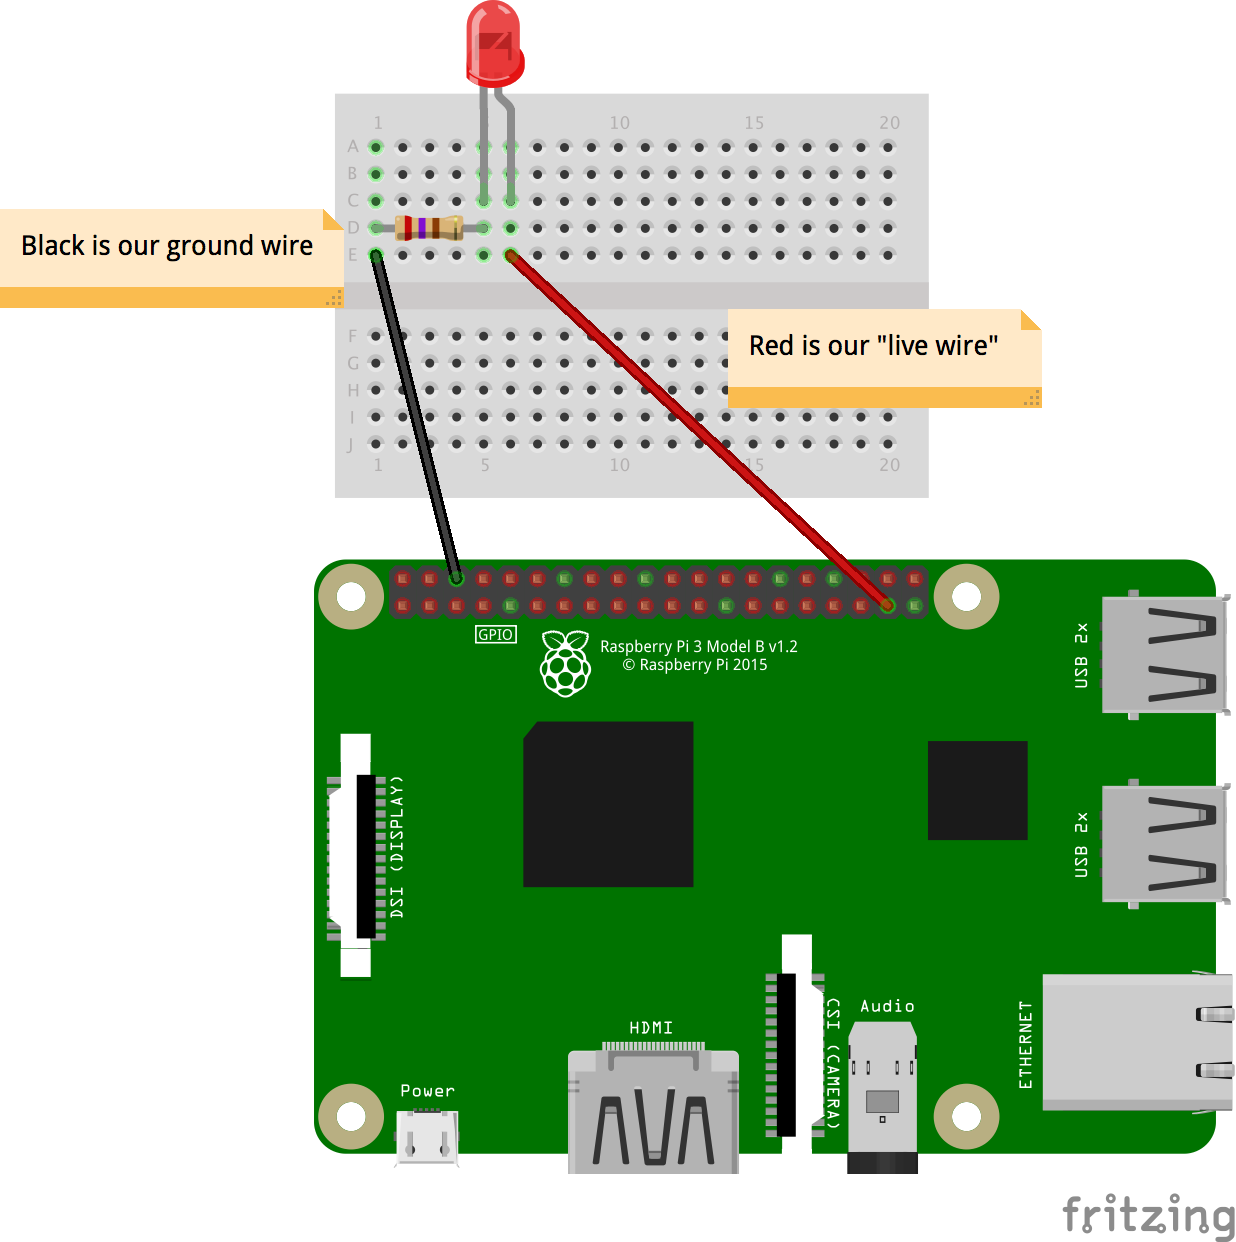 1 10 15 20
A
B
C
D
E
Black is our ground wire
F
G
H
I
J
Red is our "live wire"
1 5 10 15 20
GPIO
Raspberry Pi 3 Model B v1.2
© Raspberry Pi 2015
USB 2x
USB 2x
DSI (DISPLAY)
CSI (CAMERA)
Audio
HDMI
ETHERNET
Power
fritzing